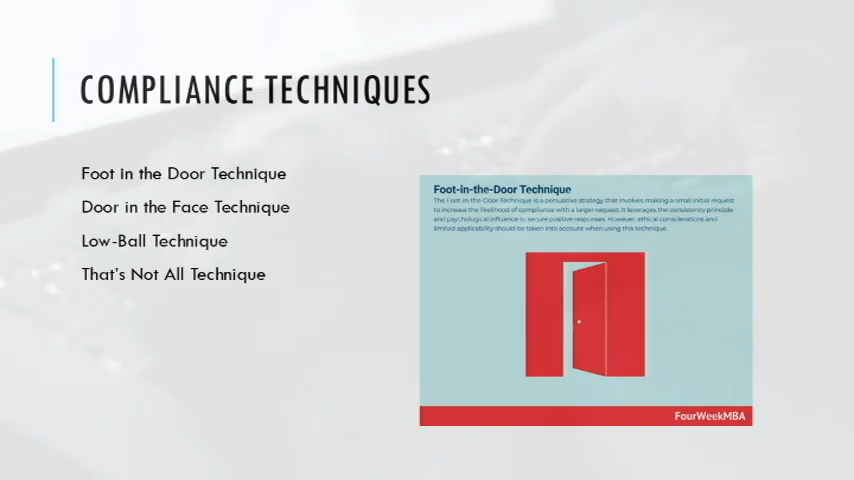 COMPLIANCE TECHNIQUES
Foot in the Door Technique
Door in the Face Technique
Low-Ball Technique
That's Not All Technique
Foot-in-the-Door Technique
The Foot-in-the-Door Technique is a persuasive strategy that involves making a small initial request
to increase the likelihood of compliance with a larger request. It leverages the consistency principle
and psychological influence to secure positive responses. However, ethical considerations and
limited applicability should be taken into account when using this technique.
FourWeekMBA